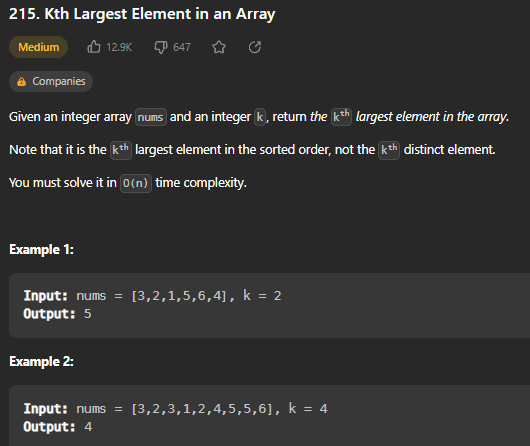 215. Kth Largest Element in an Array
Medium 12.9K 647
Companies
Given an integer array nums and an integer k, return the kth largest element in the array.
Note that it is the kth largest element in the sorted order, not the kth distinct element.
You must solve it in O(n) time complexity.
Example 1:
Input: nums = [3,2,1,5,6,4], k = 2
Output: 5
Example 2:
Input: nums = [3,2,3,1,2,4,5,5,6], k = 4
Output: 4